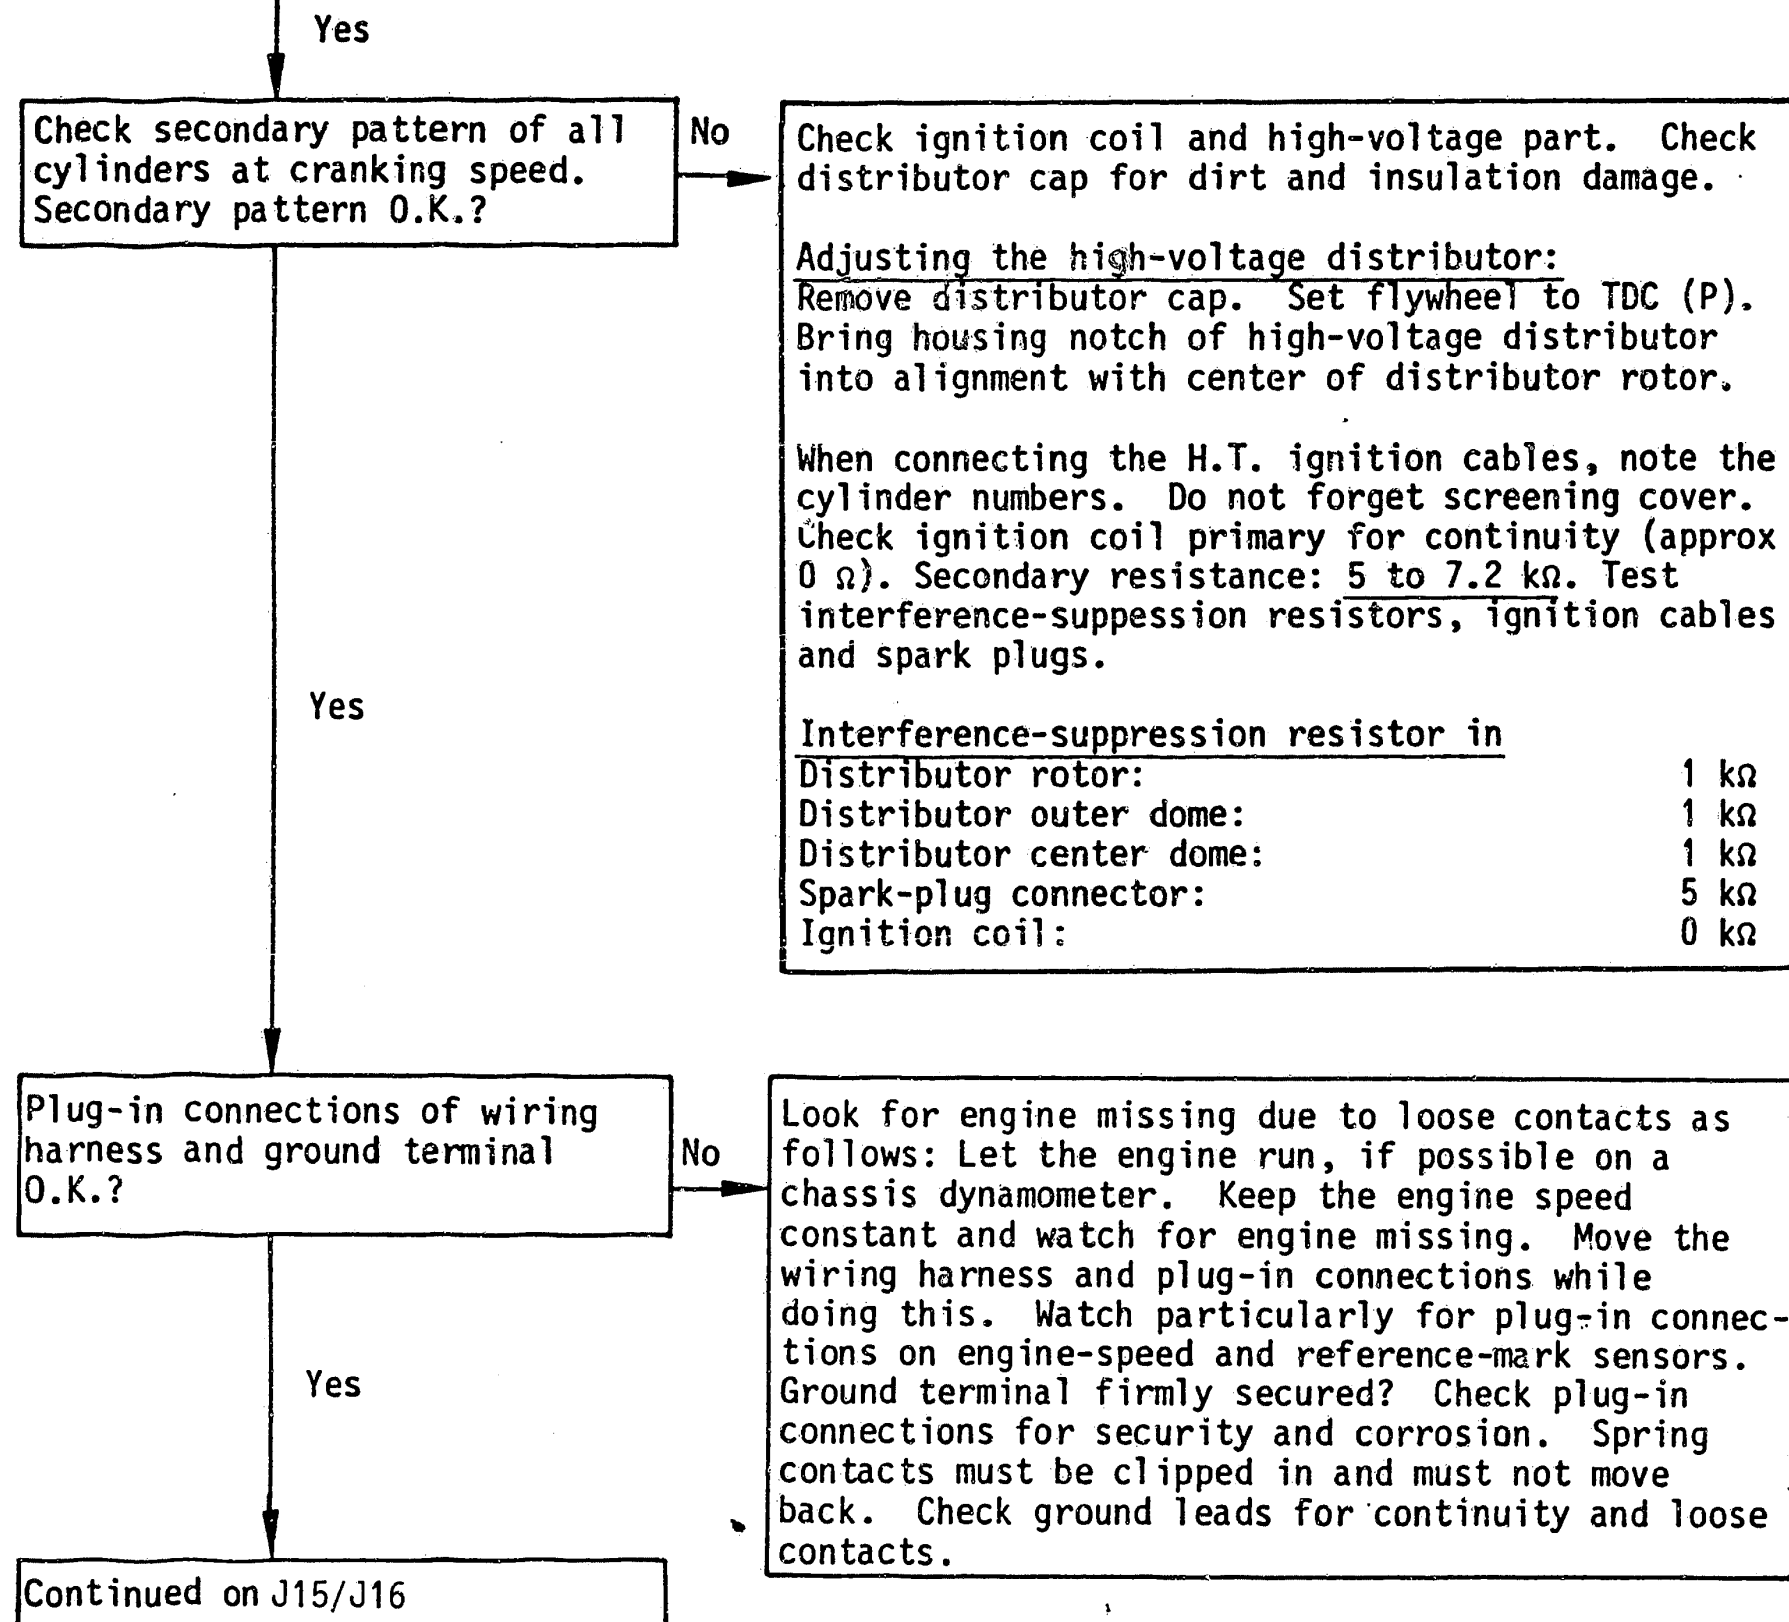 Yes
Check secondary pattern of all
cylinders at cranking speed.
Secondary pattern O.K.?
No
Check ignition coil and high-voltage part. Check
distributor cap for dirt and insulation damage.
Adjusting the high-voltage distributor:
Remove distributor cap. Set flywheel to TDC (P).
Bring housing notch of high-voltage distributor
into alignment with center of distributor rotor.
When connecting the H.T. ignition cables, note the
cylinder numbers. Do not forget screening cover.
Check ignition coil primary for continuity (approx
0 Ω). Secondary resistance: 5 to 7.2 kΩ. Test
interference-suppession resistors, ignition cables
and spark plugs.
Interference-suppression resistor in
Distributor rotor: 1 kΩ
Distributor outer dome: 1 kΩ
Distributor center dome: 1 kΩ
Spark-plug connector: 5 kΩ
Ignition coil: 0 kΩ
Yes
Plug-in connections of wiring
harness and ground terminal
O.K.?
No
Look for engine missing due to loose contacts as
follows: Let the engine run, if possible on a
chassis dynamometer. Keep the engine speed
constant and watch for engine missing. Move the
wiring harness and plug-in connections while
doing this. Watch particularly for plug-in connec-
tions on engine-speed and reference-mark sensors.
Ground terminal firmly secured? Check plug-in
connections for security and corrosion. Spring
contacts must be clipped in and must not move
back. Check ground leads for continuity and loose
contacts.
Yes
Continued on J15/J16